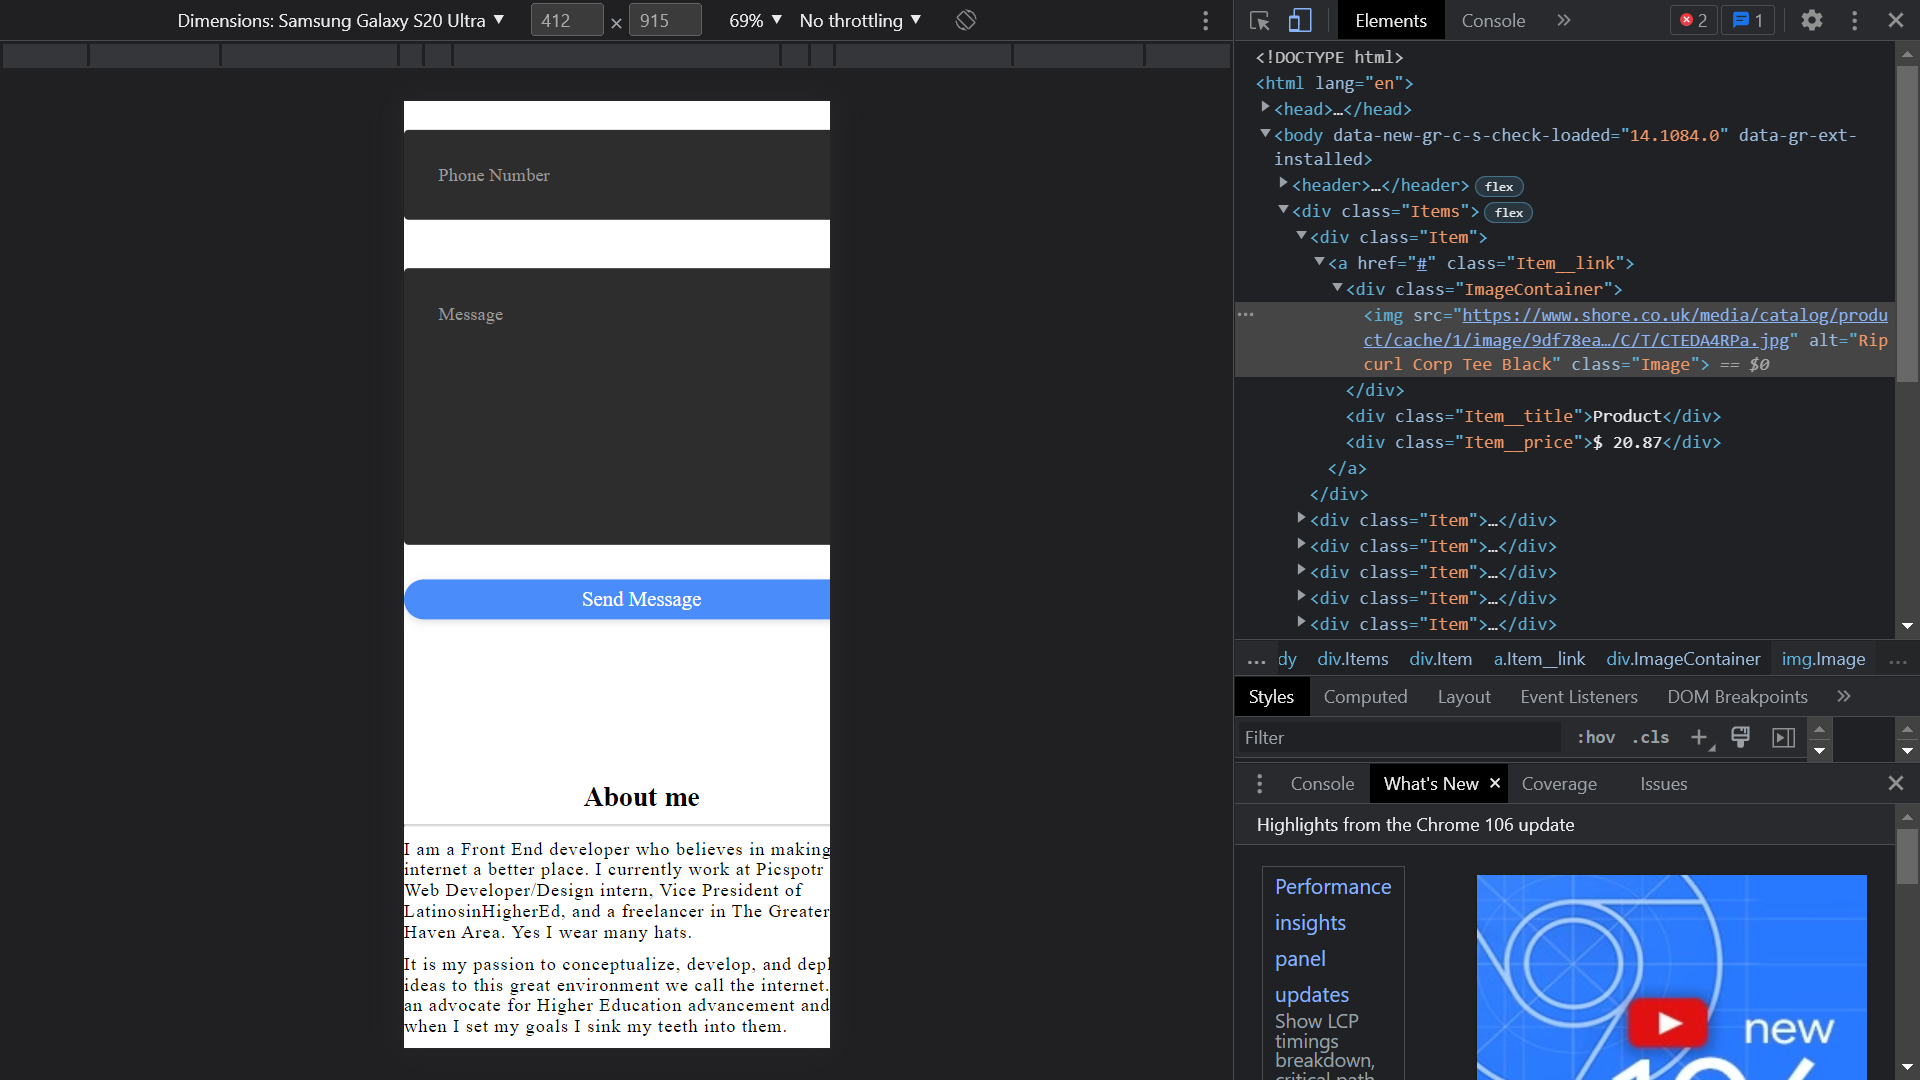 Dimensions: Samsung Galaxy S20 Ultra ▼ 412 × 915 69% ▼ No throttling ▼
Phone Number
Message
Send Message
About me
I am a Front End developer who believes in making
internet a better place. I currently work at Picspotr
Web Developer/Design intern, Vice President of
LatinosinHigherEd, and a freelancer in The Greater
Haven Area. Yes I wear many hats.
It is my passion to conceptualize, develop, and depl
ideas to this great environment we call the internet.
an advocate for Higher Education advancement and
when I set my goals I sink my teeth into them.
Elements Console » 2 1
<!DOCTYPE html>
<html lang="en">
<head>…</head>
<body data-new-gr-c-s-check-loaded="14.1084.0" data-gr-ext-
installed>
<header>…</header> flex
<div class="Items"> flex
<div class="Item">
<a href="#" class="Item__link">
<div class="ImageContainer">
<img src="https://www.shore.co.uk/media/catalog/produ
ct/cache/1/image/9df78ea…/C/T/CTEDA4RPa.jpg" alt="Rip
curl Corp Tee Black" class="Image"> == $0
</div>
<div class="Item__title">Product</div>
<div class="Item__price">$ 20.87</div>
</a>
</div>
<div class="Item">…</div>
<div class="Item">…</div>
<div class="Item">…</div>
<div class="Item">…</div>
<div class="Item">…</div>
… dy div.Items div.Item a.Item__link div.ImageContainer img.Image …
Styles Computed Layout Event Listeners DOM Breakpoints »
Filter :hov .cls +
Console What's New × Coverage Issues
Highlights from the Chrome 106 update
Performance
insights
panel
updates
Show LCP
timings
breakdown,
critical path
new
106